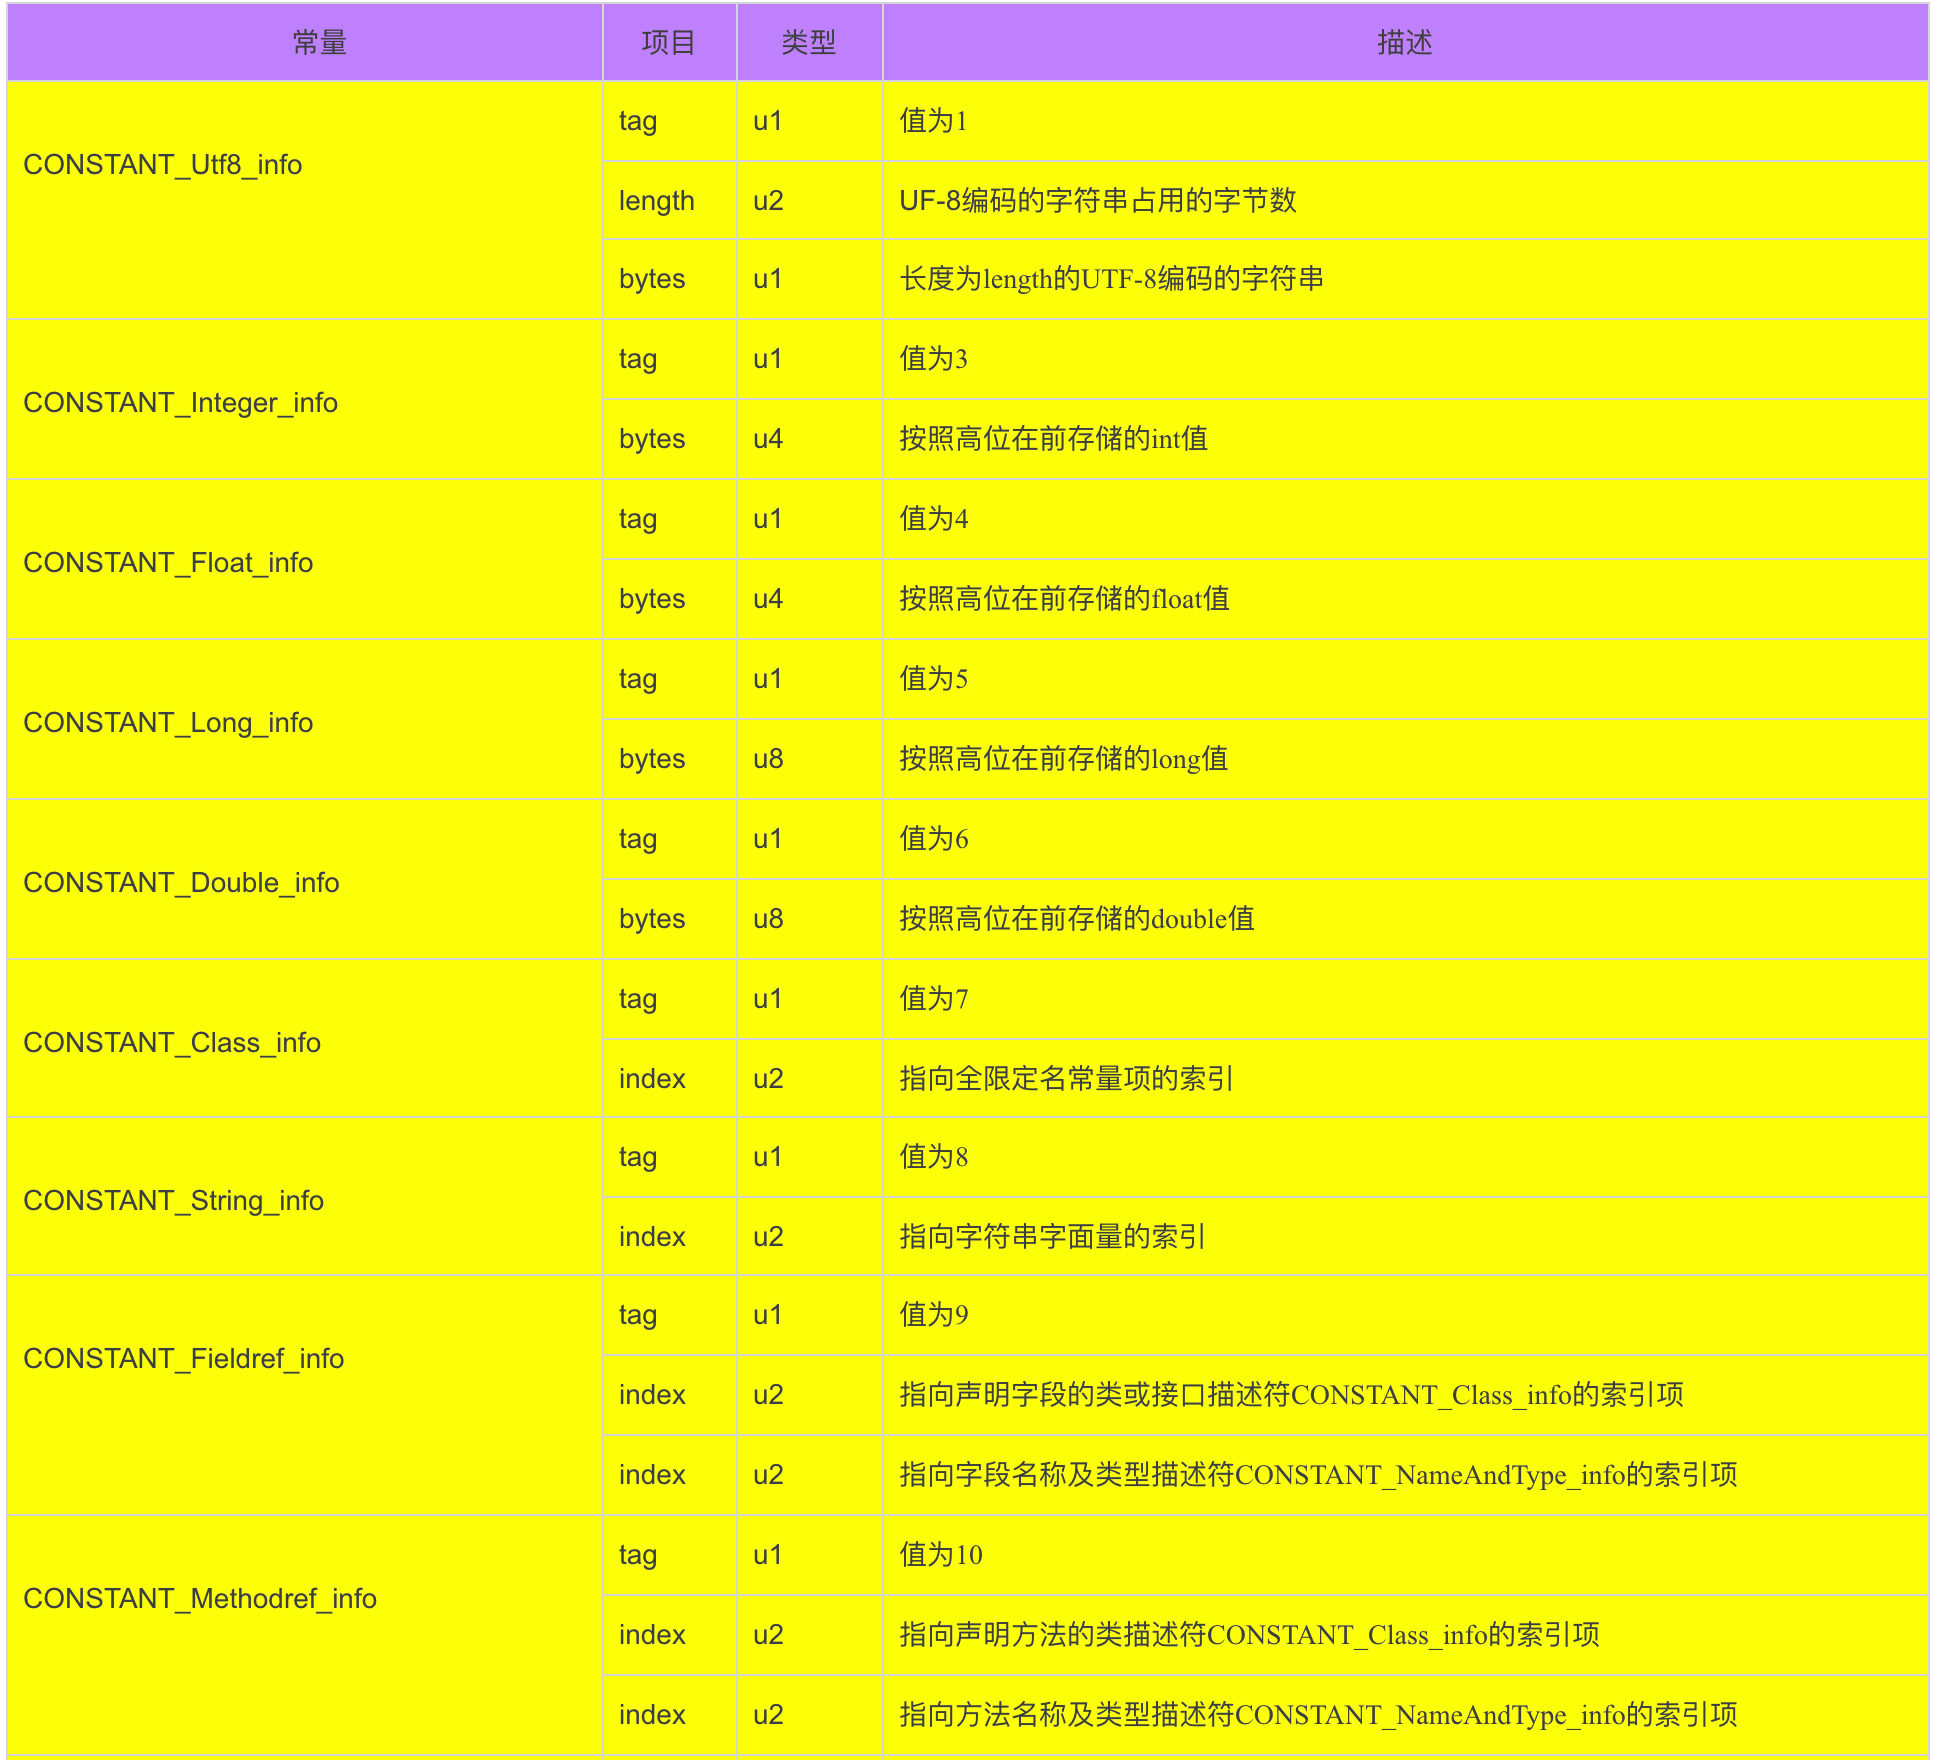 常量 项目 类型 描述
CONSTANT_Utf8_info tag u1 值为1
length u2 UF-8编码的字符串占用的字节数
bytes u1 长度为length的UTF-8编码的字符串
CONSTANT_Integer_info tag u1 值为3
bytes u4 按照高位在前存储的int值
CONSTANT_Float_info tag u1 值为4
bytes u4 按照高位在前存储的float值
CONSTANT_Long_info tag u1 值为5
bytes u8 按照高位在前存储的long值
CONSTANT_Double_info tag u1 值为6
bytes u8 按照高位在前存储的double值
CONSTANT_Class_info tag u1 值为7
index u2 指向全限定名常量项的索引
CONSTANT_String_info tag u1 值为8
index u2 指向字符串字面量的索引
CONSTANT_Fieldref_info tag u1 值为9
index u2 指向声明字段的类或接口描述符CONSTANT_Class_info的索引项
index u2 指向字段名称及类型描述符CONSTANT_NameAndType_info的索引项
CONSTANT_Methodref_info tag u1 值为10
index u2 指向声明方法的类描述符CONSTANT_Class_info的索引项
index u2 指向方法名称及类型描述符CONSTANT_NameAndType_info的索引项